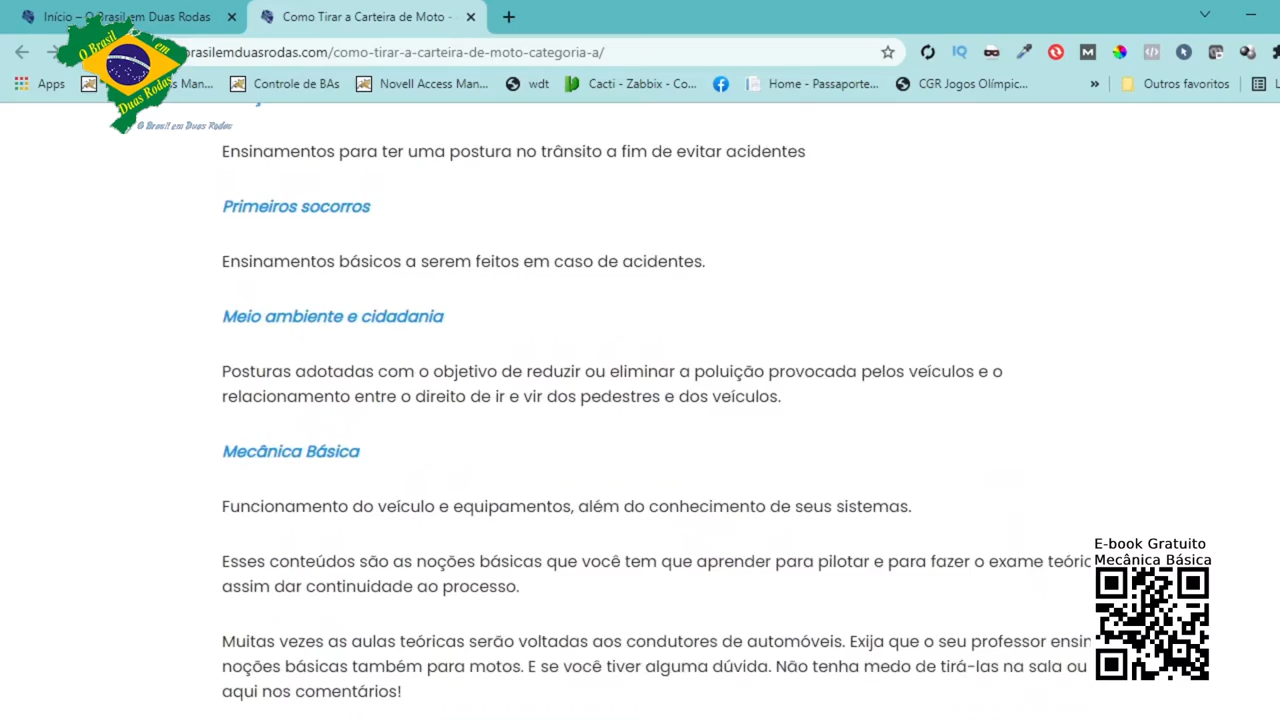 Início – O Brasil em Duas Rodas
Como Tirar a Carteira de Moto -
brasilemduasrodas.com/como-tirar-a-carteira-de-moto-categoria-a/
Apps
Man...
Controle de BAs
Novell Access Man...
wdt
Cacti - Zabbix - Co...
Home - Passaporte...
CGR Jogos Olímpic...
»
Outros favoritos
O Brasil
em
Duas Rodas
O Brasil em Duas Rodas
Ensinamentos para ter uma postura no trânsito a fim de evitar acidentes
Primeiros socorros
Ensinamentos básicos a serem feitos em caso de acidentes.
Meio ambiente e cidadania
Posturas adotadas com o objetivo de reduzir ou eliminar a poluição provocada pelos veículos e o
relacionamento entre o direito de ir e vir dos pedestres e dos veículos.
Mecânica Básica
Funcionamento do veículo e equipamentos, além do conhecimento de seus sistemas.
Esses conteúdos são as noções básicas que você tem que aprender para pilotar e para fazer o exame teóric
assim dar continuidade ao processo.
Muitas vezes as aulas teóricas serão voltadas aos condutores de automóveis. Exija que o seu professor ensin
noções básicas também para motos. E se você tiver alguma dúvida. Não tenha medo de tirá-las na sala ou
aqui nos comentários!
E-book Gratuito
Mecânica Básica